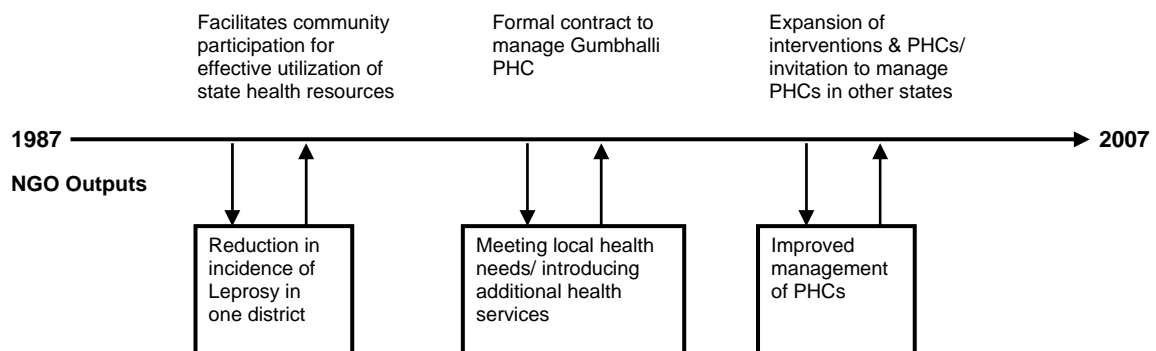 Facilitates community
participation for
effective utilization of
state health resources
Formal contract to
manage Gumbhalli
PHC
Expansion of
interventions & PHCs/
invitation to manage
PHCs in other states
1987
2007
NGO Outputs
Reduction in
incidence of
Leprosy in
one district
Meeting local health
needs/ introducing
additional health
services
Improved
management
of PHCs